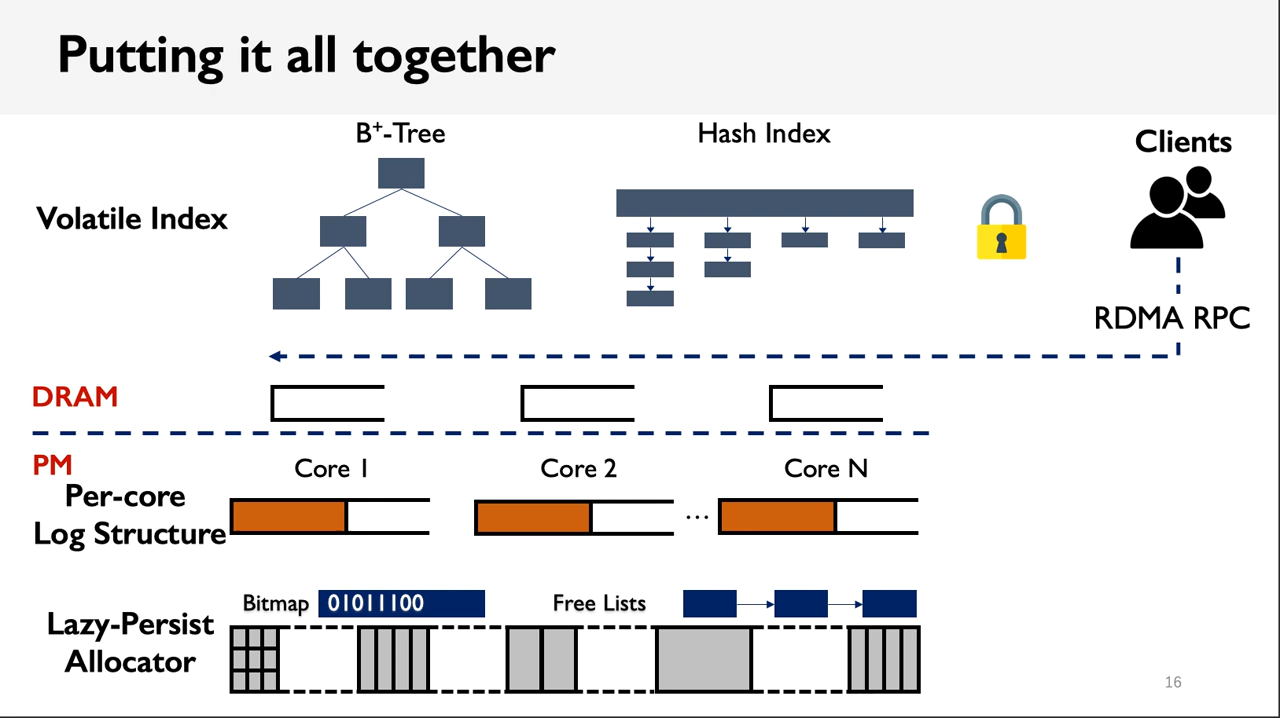 Putting it all together
B+-Tree
Hash Index
Clients
Volatile Index
RDMA RPC
DRAM
PM
Core 1
Core 2
Core N
Per-core
Log Structure
...
Bitmap
01011100
Free Lists
Lazy-Persist
Allocator
16